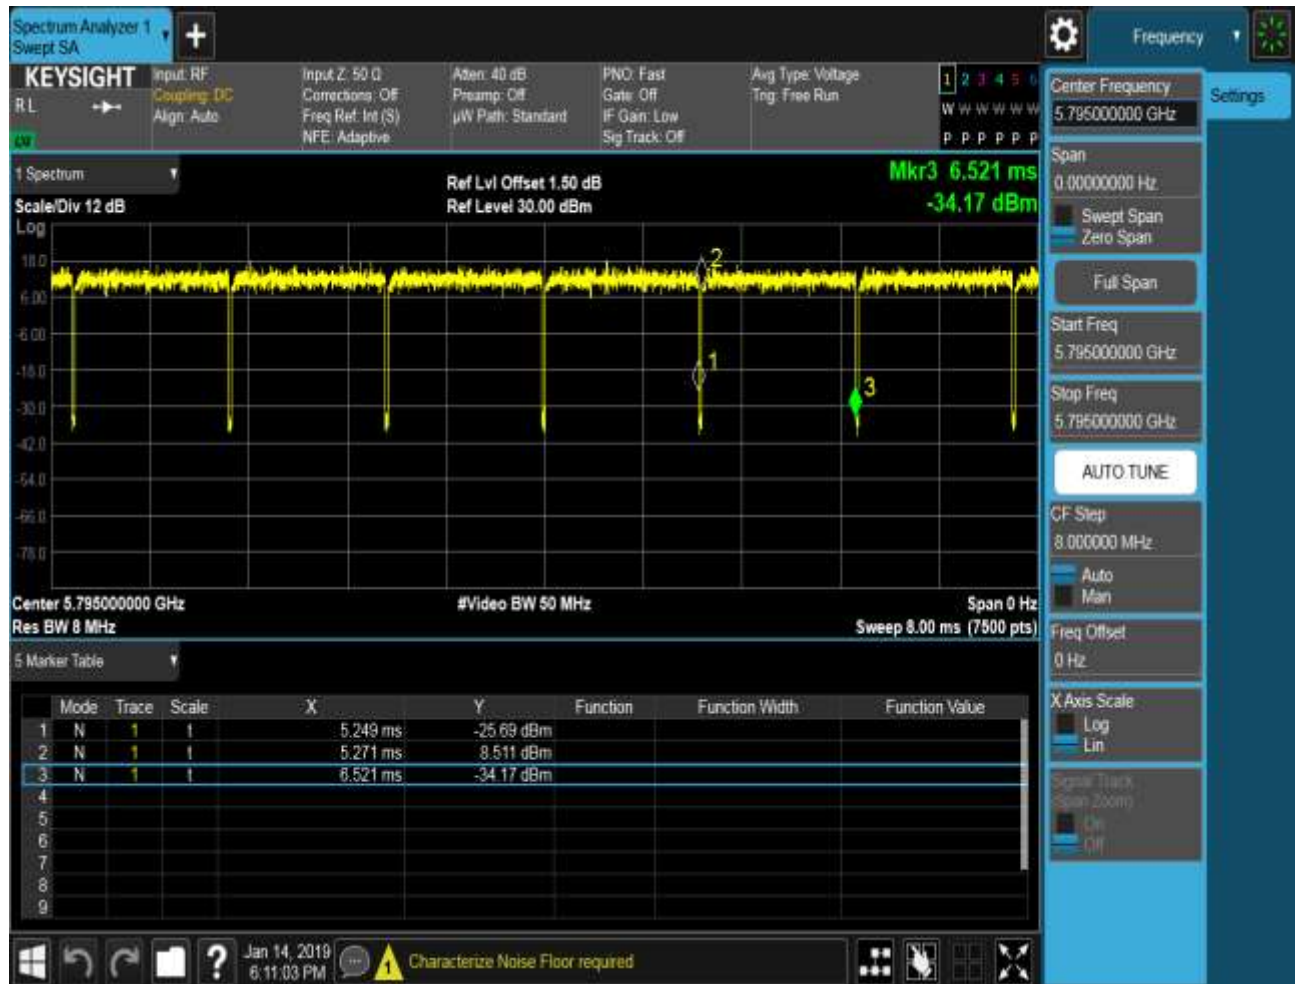 Spectrum Analyzer 1
Swept SA
+
Frequency
KEYSIGHT
RL
Input: RF
Coupling: DC
Align: Auto
Input Z: 50 Ω
Corrections: Off
Freq Ref: Int (S)
NFE: Adaptive
Atten: 40 dB
Preamp: Off
µW Path: Standard
PNO: Fast
Gate: Off
IF Gain: Low
Sig Track: Off
Avg Type: Voltage
Trig: Free Run
1 2 3 4 5 6
W W W W W W
P P P P P P
1 Spectrum
Scale/Div 12 dB
Log
Ref Lvl Offset 1.50 dB
Ref Level 30.00 dBm
Mkr3 6.521 ms
-34.17 dBm
18.0
6.00
-6.00
-18.0
-30.0
-42.0
-54.0
-66.0
-78.0
2
1
3
Center 5.795000000 GHz
#Video BW 50 MHz
Span 0 Hz
Res BW 8 MHz
Sweep 8.00 ms (7500 pts)
5 Marker Table
Mode Trace Scale X Y Function Function Width Function Value
1 N 1 t 5.249 ms -25.69 dBm
2 N 1 t 5.271 ms 8.511 dBm
3 N 1 t 6.521 ms -34.17 dBm
4
5
6
7
8
9
Center Frequency
5.795000000 GHz
Settings
Span
0.00000000 Hz
Swept Span
Zero Span
Full Span
Start Freq
5.795000000 GHz
Stop Freq
5.795000000 GHz
AUTO TUNE
CF Step
8.000000 MHz
Auto
Man
Freq Offset
0 Hz
X Axis Scale
Log
Lin
Signal Track
(Span Zoom)
On
Off
?
Jan 14, 2019
6:11:03 PM
1
Characterize Noise Floor required